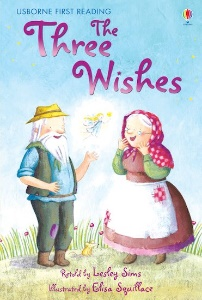 USBORNE FIRST READING
The
Three
Wishes
Retold by Lesley Sims
Illustrated by Elisa Squillace